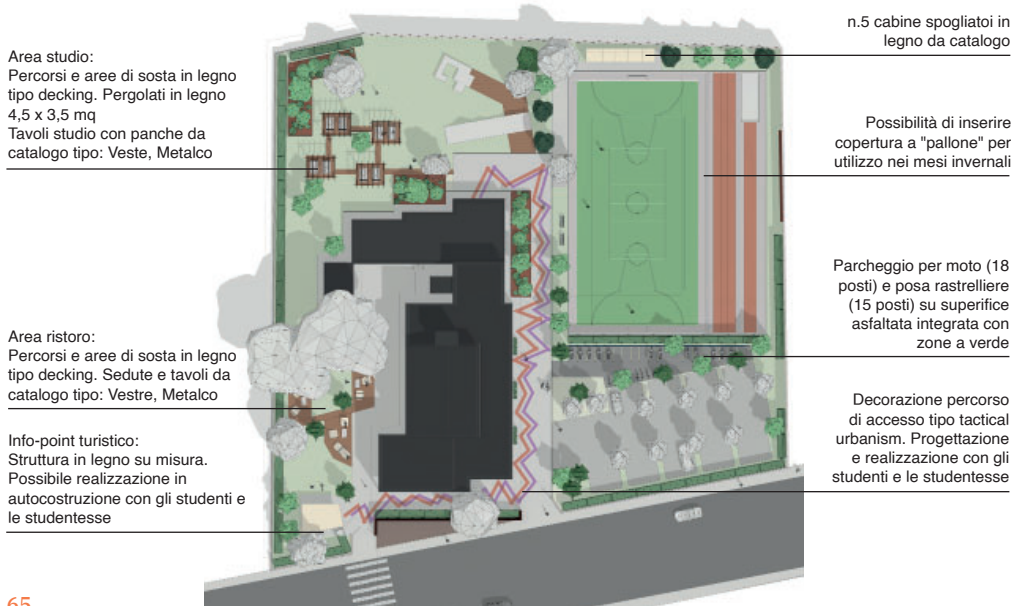 Area studio:
Percorsi e aree di sosta in legno
tipo decking. Pergolati in legno
4,5 x 3,5 mq
Tavoli studio con panche da
catalogo tipo: Veste, Metalco
Area ristoro:
Percorsi e aree di sosta in legno
tipo decking. Sedute e tavoli da
catalogo tipo: Vestre, Metalco
Info-point turistico:
Struttura in legno su misura.
Possibile realizzazione in
autocostruzione con gli studenti e
le studentesse
65
n.5 cabine spogliatoi in
legno da catalogo
Possibilità di inserire
copertura a "pallone" per
utilizzo nei mesi invernali
Parcheggio per moto (18
posti) e posa rastrelliere
(15 posti) su superifice
asfaltata integrata con
zone a verde
Decorazione percorso
di accesso tipo tactical
urbanism. Progettazione
e realizzazione con gli
studenti e le studentesse